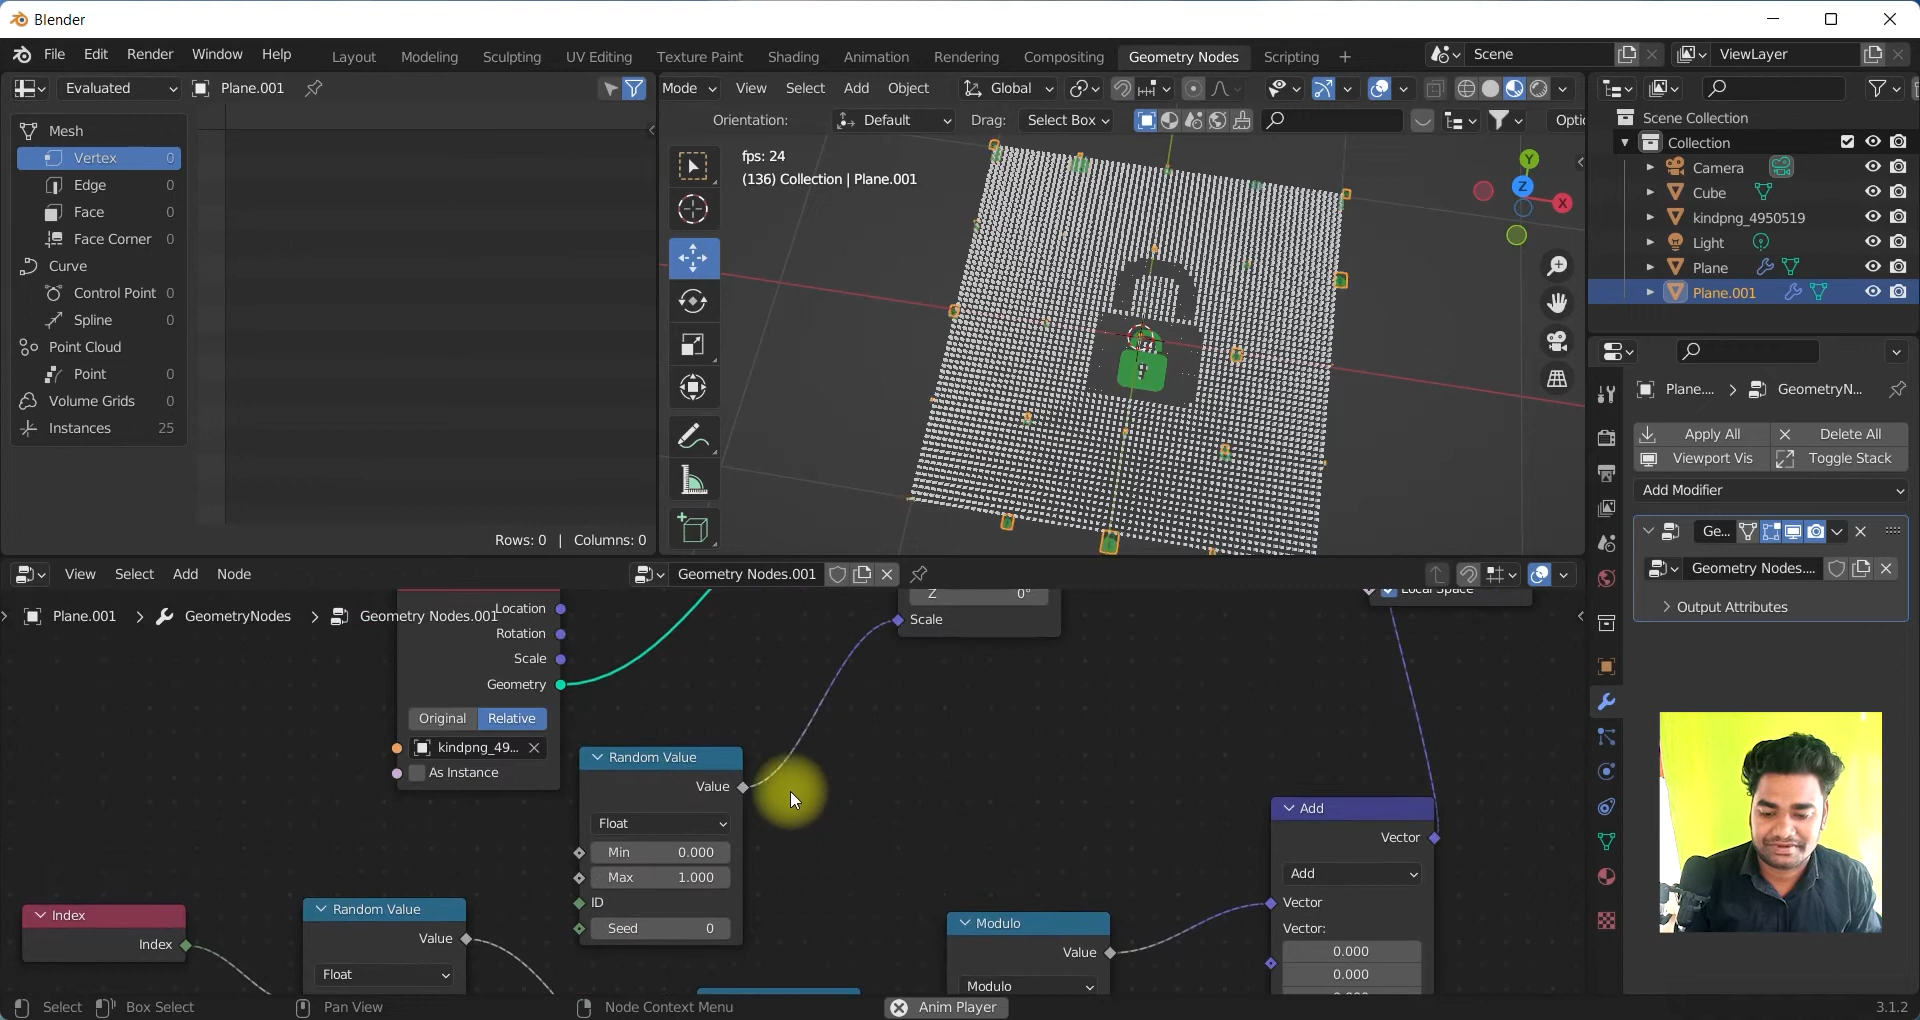 Blender
File Edit Render Window Help
Layout Modeling Sculpting UV Editing Texture Paint Shading Animation Rendering Compositing Geometry Nodes Scripting +
Scene
ViewLayer
Evaluated Plane.001
Mode View Select Add Object Global
Orientation: Default Drag: Select Box Optic
Mesh
Vertex 0
Edge 0
Face 0
Face Corner 0
Curve
Control Point 0
Spline 0
Point Cloud
Point 0
Volume Grids 0
Instances 25
Rows: 0 | Columns: 0
fps: 24
(136) Collection | Plane.001
Y
Z
X
Scene Collection
Collection
Camera
Cube
kindpng_4950519
Light
Plane
Plane.001
Plane.... GeometryN...
Apply All Delete All
Viewport Vis Toggle Stack
Add Modifier
Ge...
Geometry Nodes....
Output Attributes
View Select Add Node
Geometry Nodes.001
Plane.001 GeometryNodes Geometry Nodes.001
Location
Rotation
Scale
Geometry
Original Relative
kindpng_49...
As Instance
Z 0°
Scale
Local Space
Random Value
Value
Float
Min 0.000
Max 1.000
ID
Seed 0
Index
Index
Random Value
Value
Float
Modulo
Value
Modulo
Add
Vector
Add
Vector
Vector:
0.000
0.000
Select Box Select Pan View Node Context Menu Anim Player 3.1.2